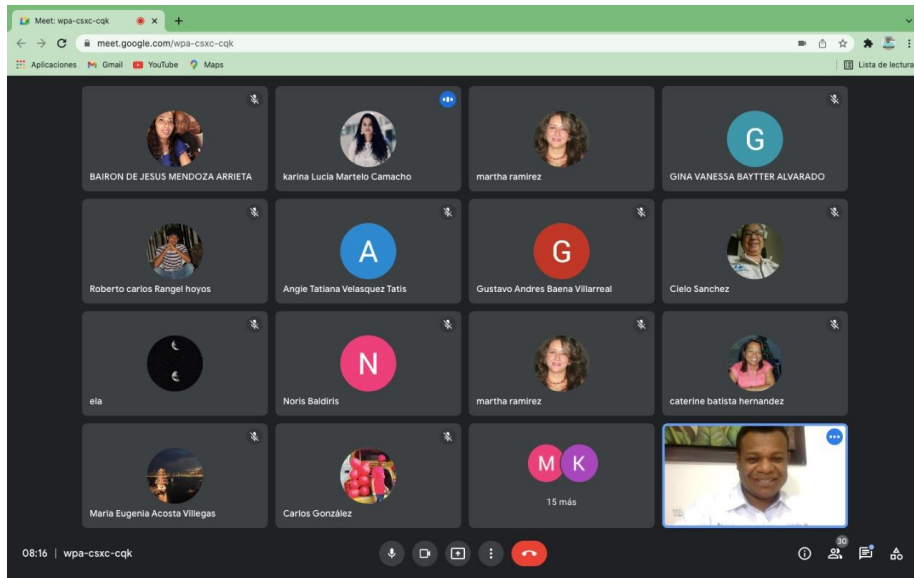 Meet: wpa-csxc-cqk
meet.google.com/wpa-csxc-cqk
Aplicaciones Gmail YouTube Maps Lista de lectura
BAIRON DE JESUS MENDOZA ARRIETA
karina Lucia Martelo Camacho
martha ramirez
G
GINA VANESSA BAYTTER ALVARADO
Roberto carlos Rangel hoyos
A
Angie Tatiana Velasquez Tatis
G
Gustavo Andres Baena Villarreal
Cielo Sanchez
ela
N
Noris Baldiris
martha ramirez
caterine batista hernandez
Maria Eugenia Acosta Villegas
Carlos González
M K
15 más
08:16 | wpa-csxc-cqk
30